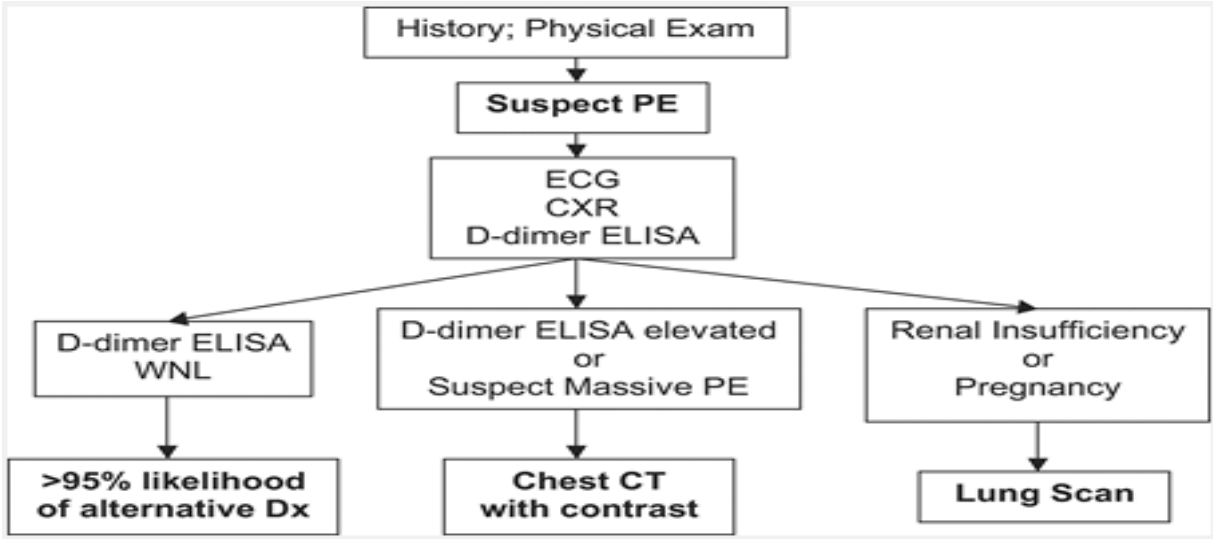 History; Physical Exam
Suspect PE
ECG
CXR
D-dimer ELISA
D-dimer ELISA
WNL
D-dimer ELISA elevated
or
Suspect Massive PE
Renal Insufficiency
or
Pregnancy
>95% likelihood
of alternative Dx
Chest CT
with contrast
Lung Scan